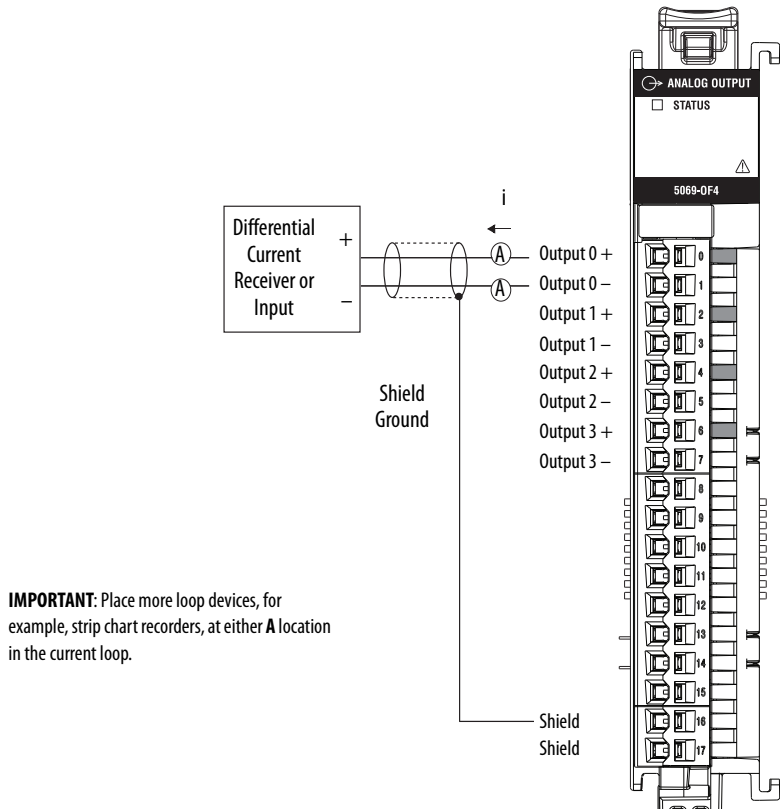 ANALOG OUTPUT
STATUS
5069-OF4
i
Differential
Current
Receiver or
Input
+
–
A
A
Output 0 +
Output 0 –
Output 1 +
Output 1 –
Output 2 +
Output 2 –
Output 3 +
Output 3 –
0
1
2
3
4
5
6
7
8
9
10
11
12
13
14
15
16
17
Shield
Ground
IMPORTANT: Place more loop devices, for
example, strip chart recorders, at either A location
in the current loop.
Shield
Shield